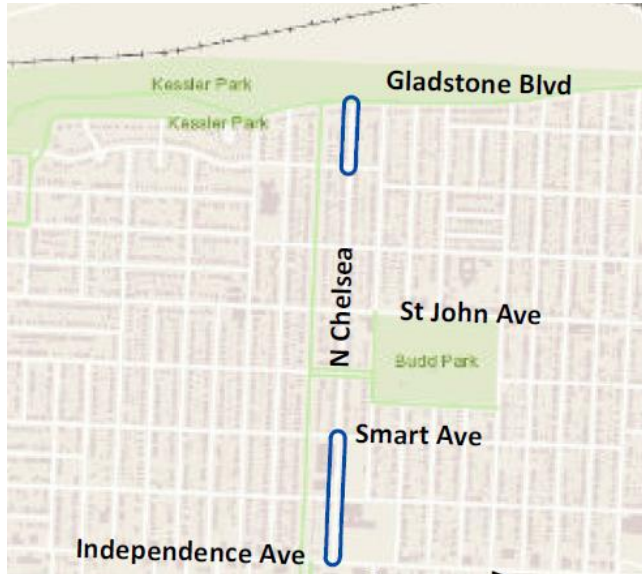 Gladstone Blvd
Kessler Park
Kessler Park
N Chelsea
St John Ave
Budd Park
Smart Ave
Independence Ave